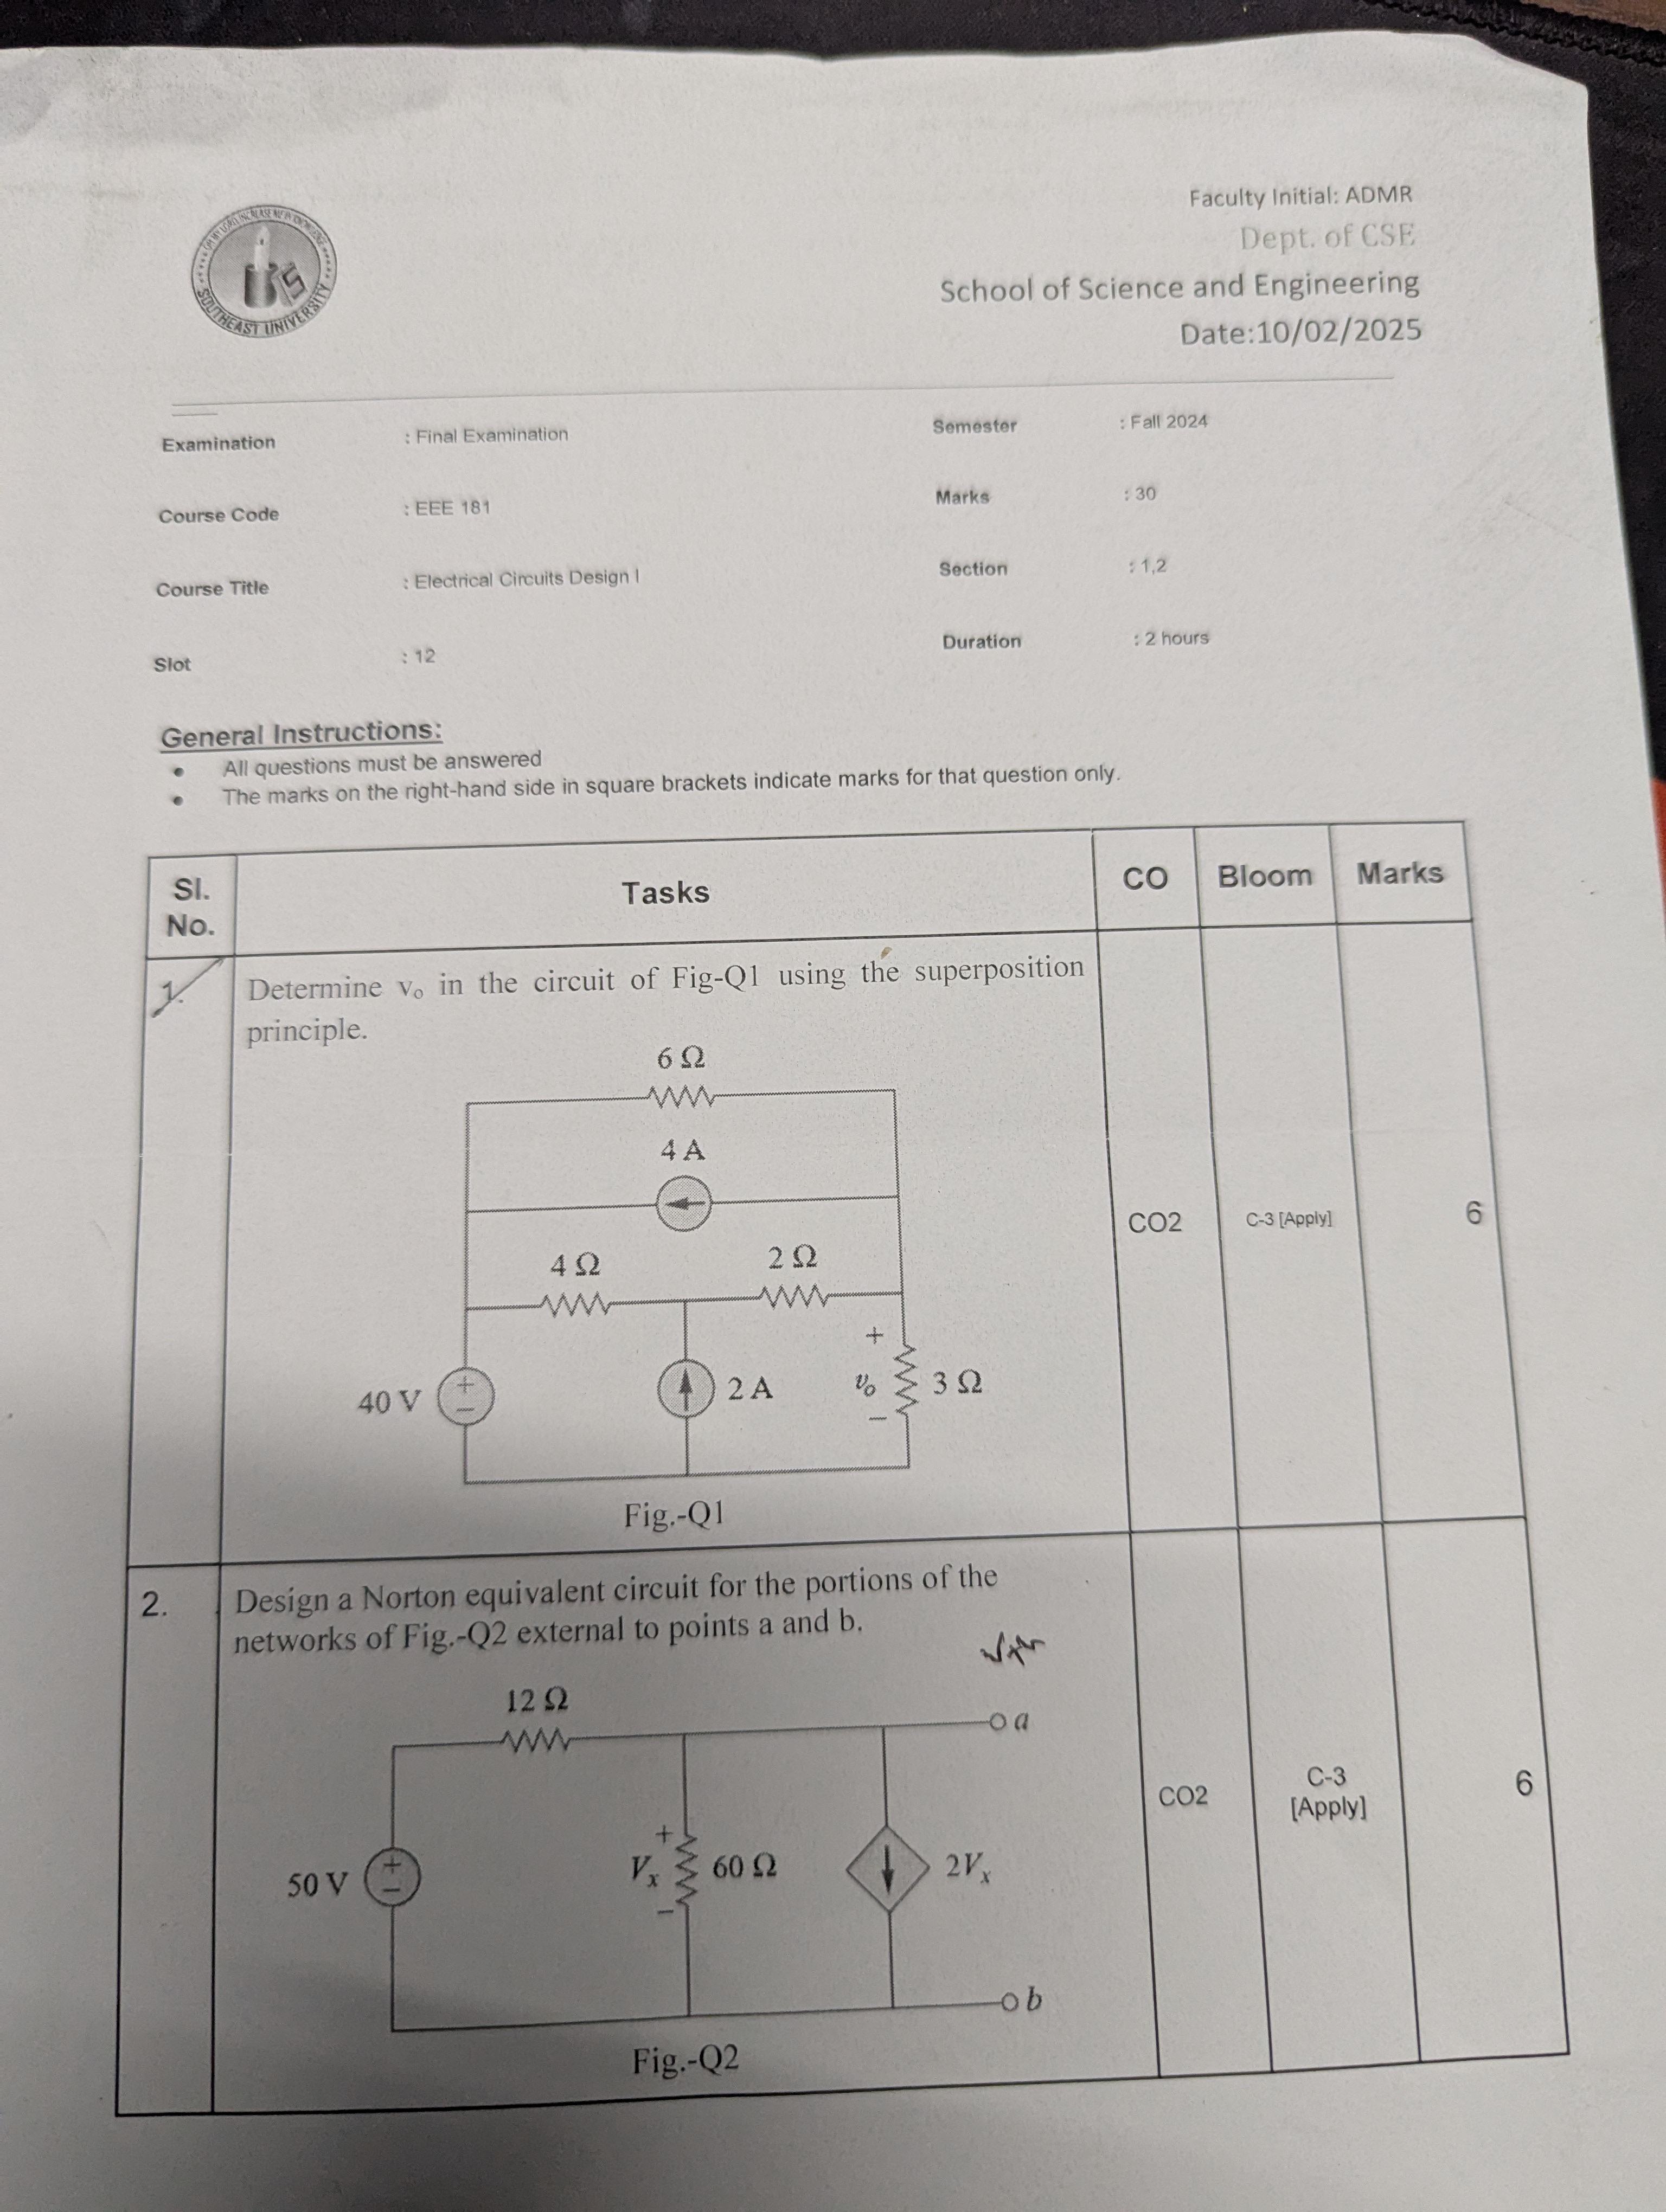 SOUTHEAST UNIVERSITY
Faculty Initial: ADMR
Dept. of CSE
School of Science and Engineering
Date:10/02/2025
Examination : Final Examination Semester : Fall 2024
Course Code : EEE 181 Marks : 30
Course Title : Electrical Circuits Design I Section : 1,2
Slot : 12 Duration : 2 hours
General Instructions:
• All questions must be answered
• The marks on the right-hand side in square brackets indicate marks for that question only.
Sl. No. Tasks CO Bloom Marks
1. Determine vₒ in the circuit of Fig-Q1 using the superposition
principle.
6 Ω
4 A
4 Ω 2 Ω
40 V + − 2 A + vₒ − 3 Ω
CO2 C-3 [Apply] 6
Fig.-Q1
2. Design a Norton equivalent circuit for the portions of the
networks of Fig.-Q2 external to points a and b.
12 Ω
a
50 V + − + Vₓ − 60 Ω 2Vₓ
b
CO2 C-3
[Apply] 6
Fig.-Q2